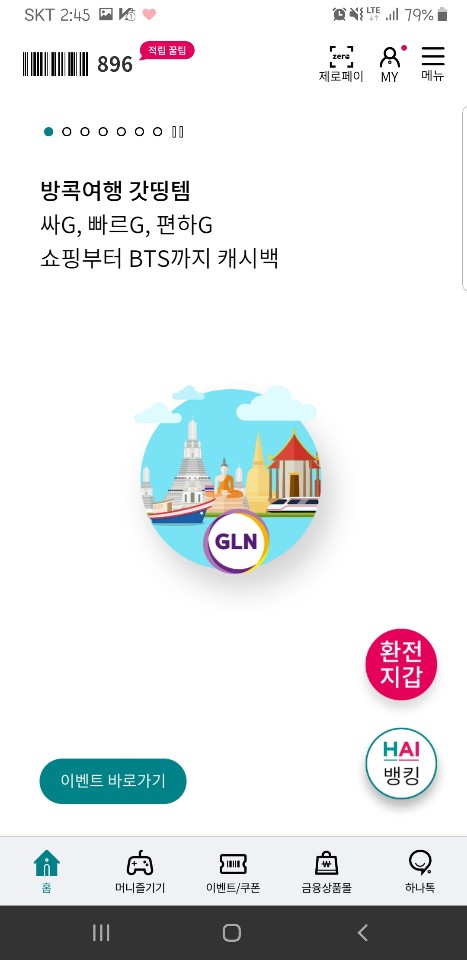 SKT 2:45
LTE
79%
적립 꿀팁
896
zero
제로페이
MY
메뉴
방콕여행 갓띵템
싸G, 빠르G, 편하G
쇼핑부터 BTS까지 캐시백
GLN
환전
지갑
HAI
뱅킹
이벤트 바로가기
홈
머니즐기기
이벤트/쿠폰
금융상품몰
하나톡